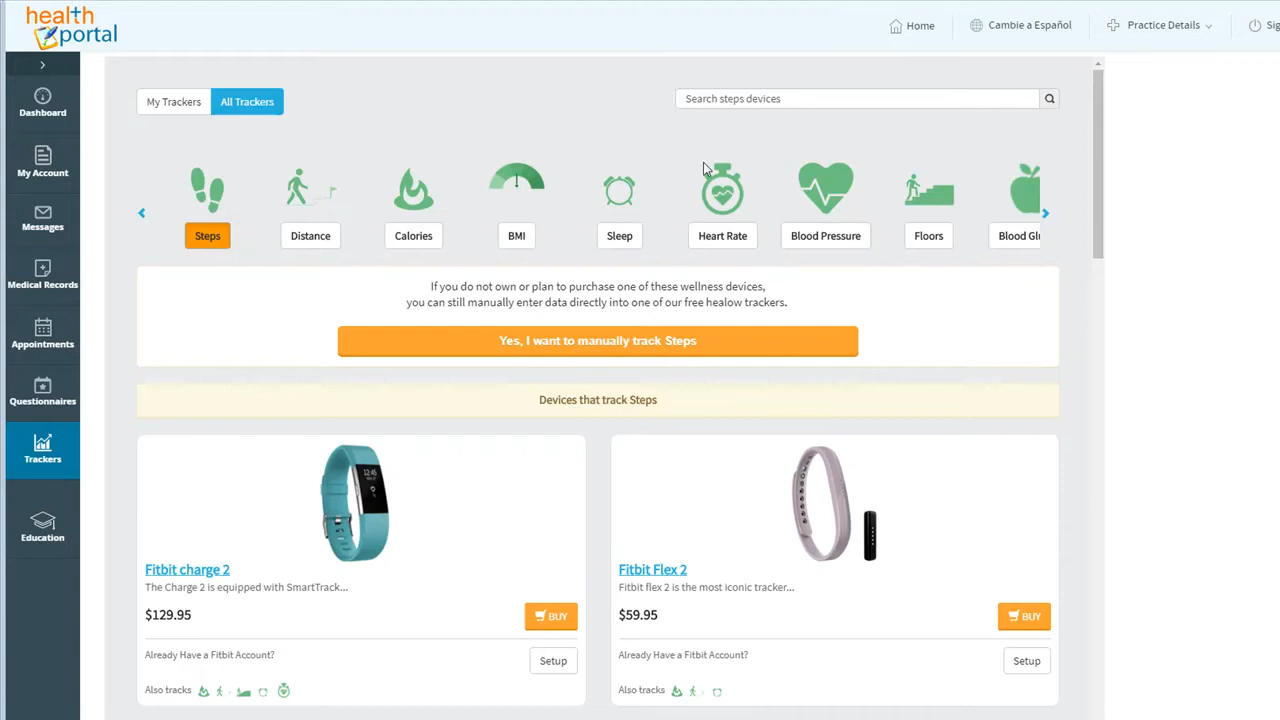 health
portal
Home
Cambie a Español
Practice Details
Dashboard
My Account
Messages
Medical Records
Appointments
Questionnaires
Trackers
Education
My Trackers
All Trackers
Search steps devices
Steps
Distance
Calories
BMI
Sleep
Heart Rate
Blood Pressure
Floors
Blood Glu
If you do not own or plan to purchase one of these wellness devices,
you can still manually enter data directly into one of our free healow trackers.
Yes, I want to manually track Steps
Devices that track Steps
Fitbit charge 2
The Charge 2 is equipped with SmartTrack...
$129.95
BUY
Already Have a Fitbit Account?
Setup
Also tracks
Fitbit Flex 2
Fitbit flex 2 is the most iconic tracker...
$59.95
BUY
Already Have a Fitbit Account?
Setup
Also tracks